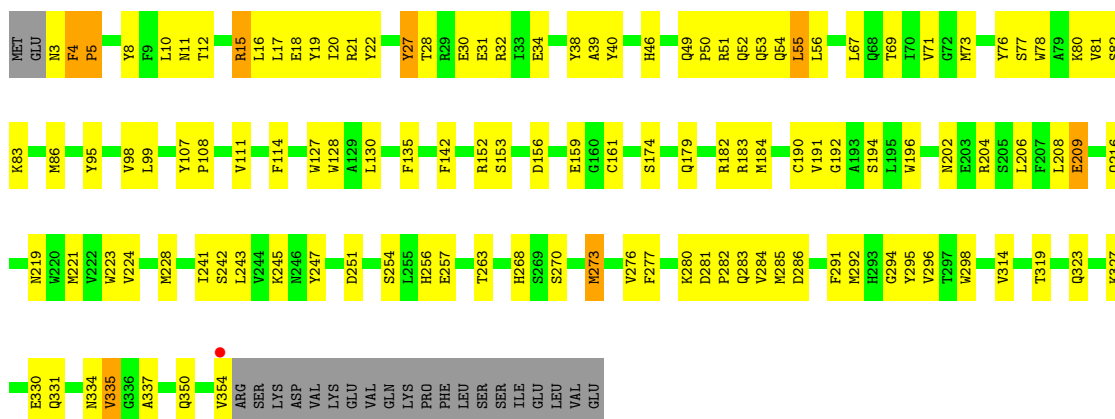 MET GLU N3 F4 P5 Y8 F9 L10 N11 T12 R15 L16 L17 E18 Y19 I20 R21 Y22 Y27 T28 R29 E30 E31 R32 I33 E34 Y38 A39 Y40 H46 Q49 P50 R51 Q52 Q53 Q54 L55 L56 L67 Q68 T69 I70 V71 G72 M73 Y76 S77 W78 A79 K80 V81
K83 M86 Y95 V98 L99 Y107 P108 V111 F114 W127 W128 A129 L130 F135 F142 R152 S153 D156 E159 G160 C161 S174 Q179 R182 R183 M184 C190 V191 G192 A193 S194 L195 W196 N202 E203 R204 S205 L206 F207 L208 E209
N219 W220 M221 V222 W223 V224 M228 I241 S242 L243 V244 K245 N246 Y247 D251 S254 L255 H256 E257 T263 H268 S269 S270 M273 V276 F277 K280 D281 P282 Q283 V284 M285 D286 F291 M292 H293 G294 Y295 V296 T297 W298 V314 T319 Q323
E330 Q331 N334 V335 G336 A337 Q350 V354 ARG SER LYS ASP VAL LYS GLU VAL GLN LYS PRO PHE LEU SER SER ILE GLU LEU VAL GLU